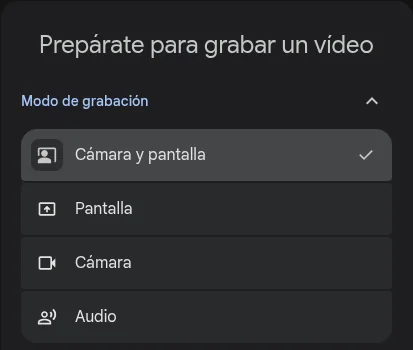 Prepárate para grabar un vídeo
Modo de grabación
Cámara y pantalla
Pantalla
Cámara
Audio